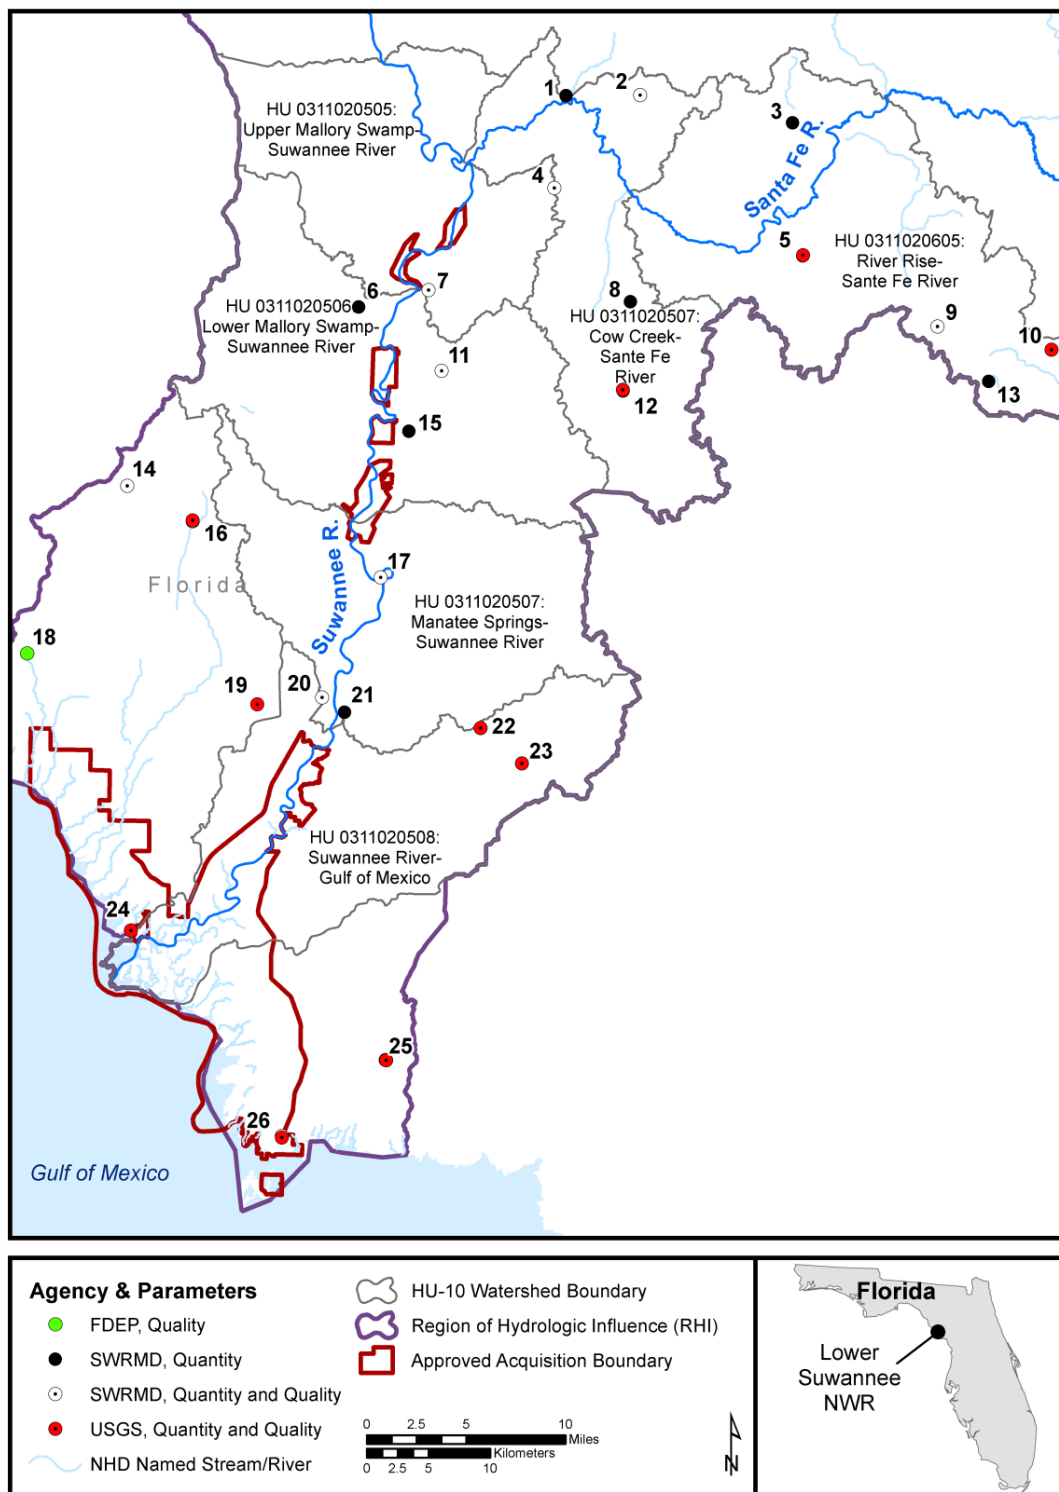 1
2
3
HU 0311020505:
Upper Mallory Swamp-
Suwannee River
Santa Fe R.
4
5
HU 0311020605:
River Rise-
Sante Fe River
6
7
8
9
HU 0311020506
Lower Mallory Swamp-
Suwannee River
HU 0311020507:
Cow Creek-
Sante Fe
River
10
11
12
13
15
14
16
Florida
Suwannee R.
17
HU 0311020507:
Manatee Springs-
Suwannee River
18
19
20
21
22
23
HU 0311020508:
Suwannee River-
Gulf of Mexico
24
25
26
Gulf of Mexico
Agency & Parameters
FDEP, Quality
SWRMD, Quantity
SWRMD, Quantity and Quality
USGS, Quantity and Quality
NHD Named Stream/River
HU-10 Watershed Boundary
Region of Hydrologic Influence (RHI)
Approved Acquisition Boundary
0 2.5 5 10
Miles
Kilometers
0 2.5 5 10
N
Florida
Lower
Suwannee
NWR